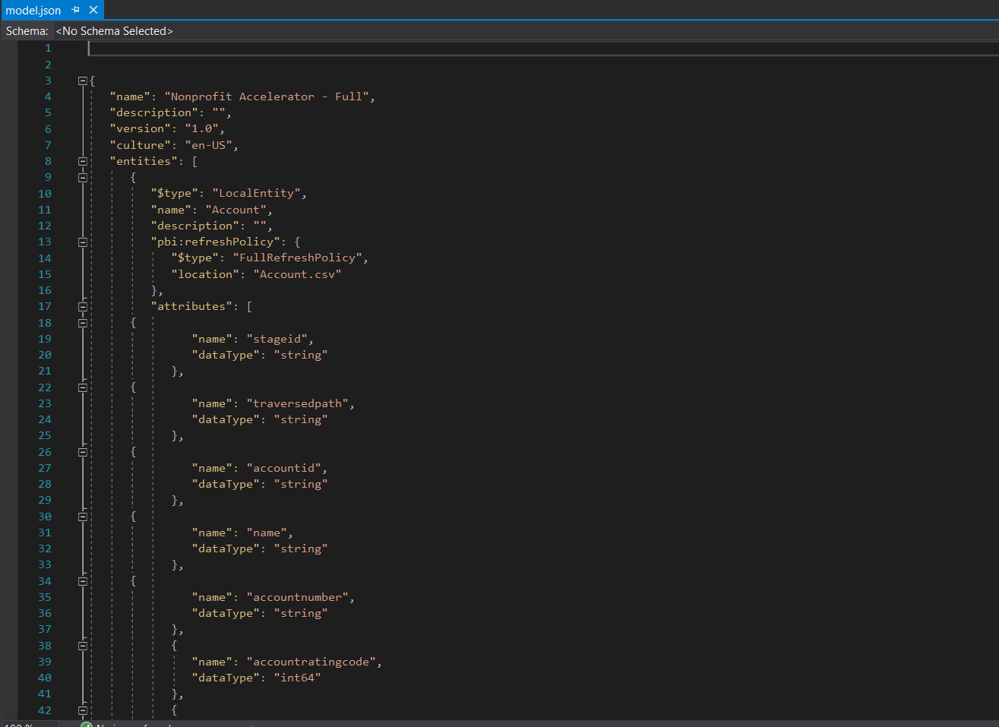 model.json
Schema: <No Schema Selected>
1
2
3 {
4 "name": "Nonprofit Accelerator - Full",
5 "description": "",
6 "version": "1.0",
7 "culture": "en-US",
8 "entities": [
9 {
10 "$type": "LocalEntity",
11 "name": "Account",
12 "description": "",
13 "pbi:refreshPolicy": {
14 "$type": "FullRefreshPolicy",
15 "location": "Account.csv"
16 },
17 "attributes": [
18 {
19 "name": "stageid",
20 "dataType": "string"
21 },
22 {
23 "name": "traversedpath",
24 "dataType": "string"
25 },
26 {
27 "name": "accountid",
28 "dataType": "string"
29 },
30 {
31 "name": "name",
32 "dataType": "string"
33 },
34 {
35 "name": "accountnumber",
36 "dataType": "string"
37 },
38 {
39 "name": "accountratingcode",
40 "dataType": "int64"
41 },
42 {